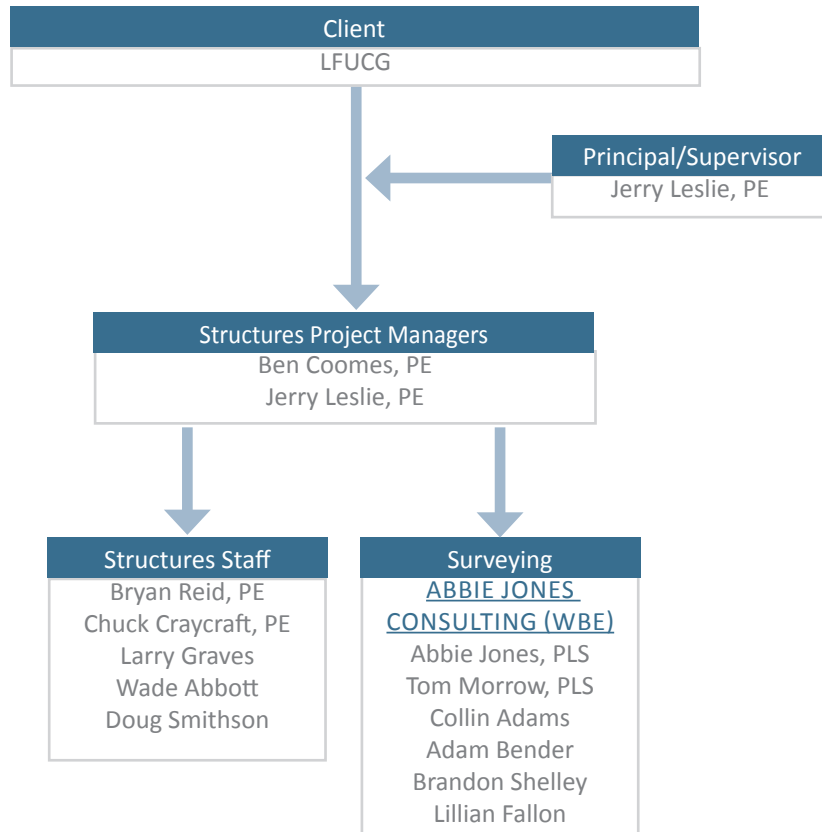 Client
LFUCG
Principal/Supervisor
Jerry Leslie, PE
Structures Project Managers
Ben Coomes, PE
Jerry Leslie, PE
Structures Staff
Bryan Reid, PE
Chuck Craycraft, PE
Larry Graves
Wade Abbott
Doug Smithson
Surveying
ABBIE JONES
CONSULTING (WBE)
Abbie Jones, PLS
Tom Morrow, PLS
Collin Adams
Adam Bender
Brandon Shelley
Lillian Fallon